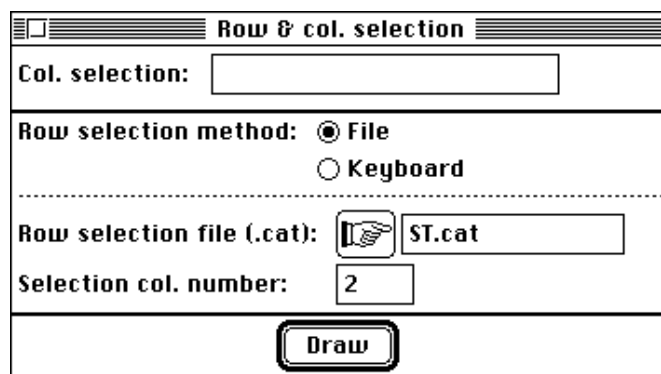 Row & col. selection
Col. selection:
Row selection method: File
Keyboard
Row selection file (.cat): ST.cat
Selection col. number: 2
Draw